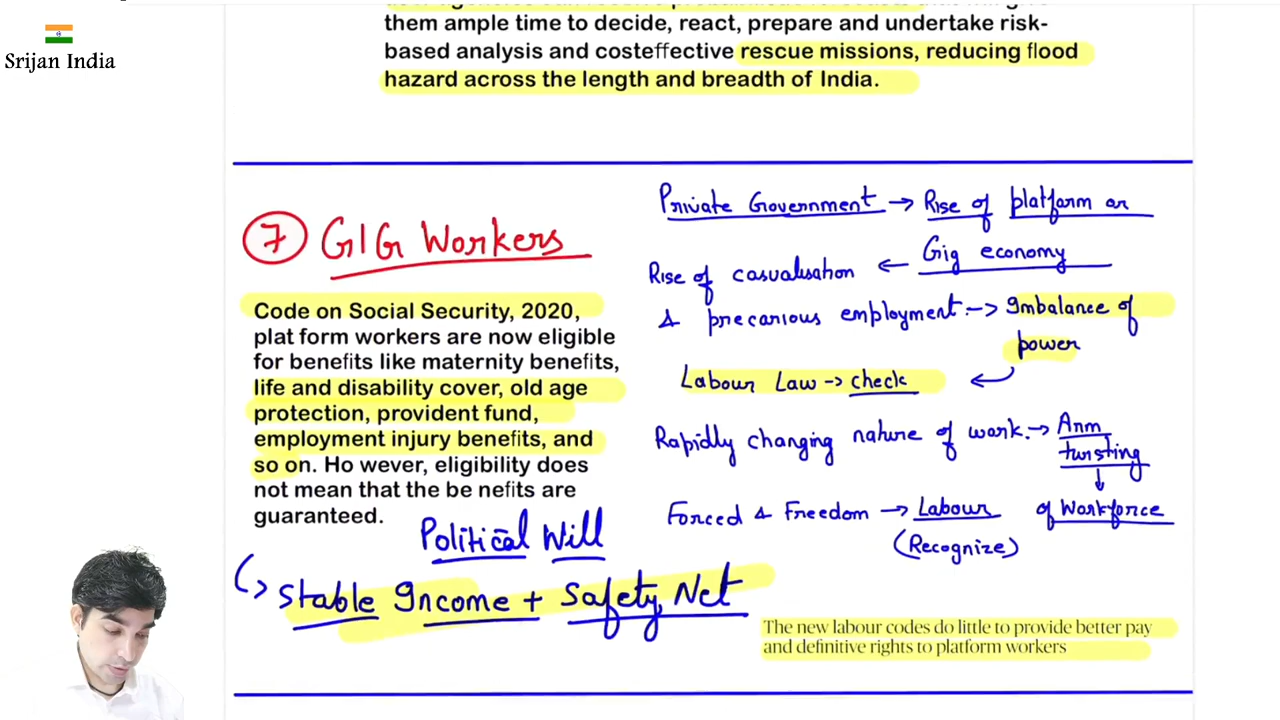 Srijan India
them ample time to decide, react, prepare and undertake risk-
based analysis and costeffective rescue missions, reducing flood
hazard across the length and breadth of India.
7 GIG Workers
Code on Social Security, 2020,
plat form workers are now eligible
for benefits like maternity benefits,
life and disability cover, old age
protection, provident fund,
employment injury benefits, and
so on. Ho wever, eligibility does
not mean that the be nefits are
guaranteed.
Political Will
↳ Stable Income + Safety Net
Private Government → Rise of platform or
Gig economy
Rise of casualisation ←
& precarious employment. → Imbalance of
power
Labour Law → check ←
Rapidly changing nature of work. → Arm
twisting
↓
Forced & Freedom → Labour of Workforce
(Recognize)
The new labour codes do little to provide better pay
and definitive rights to platform workers